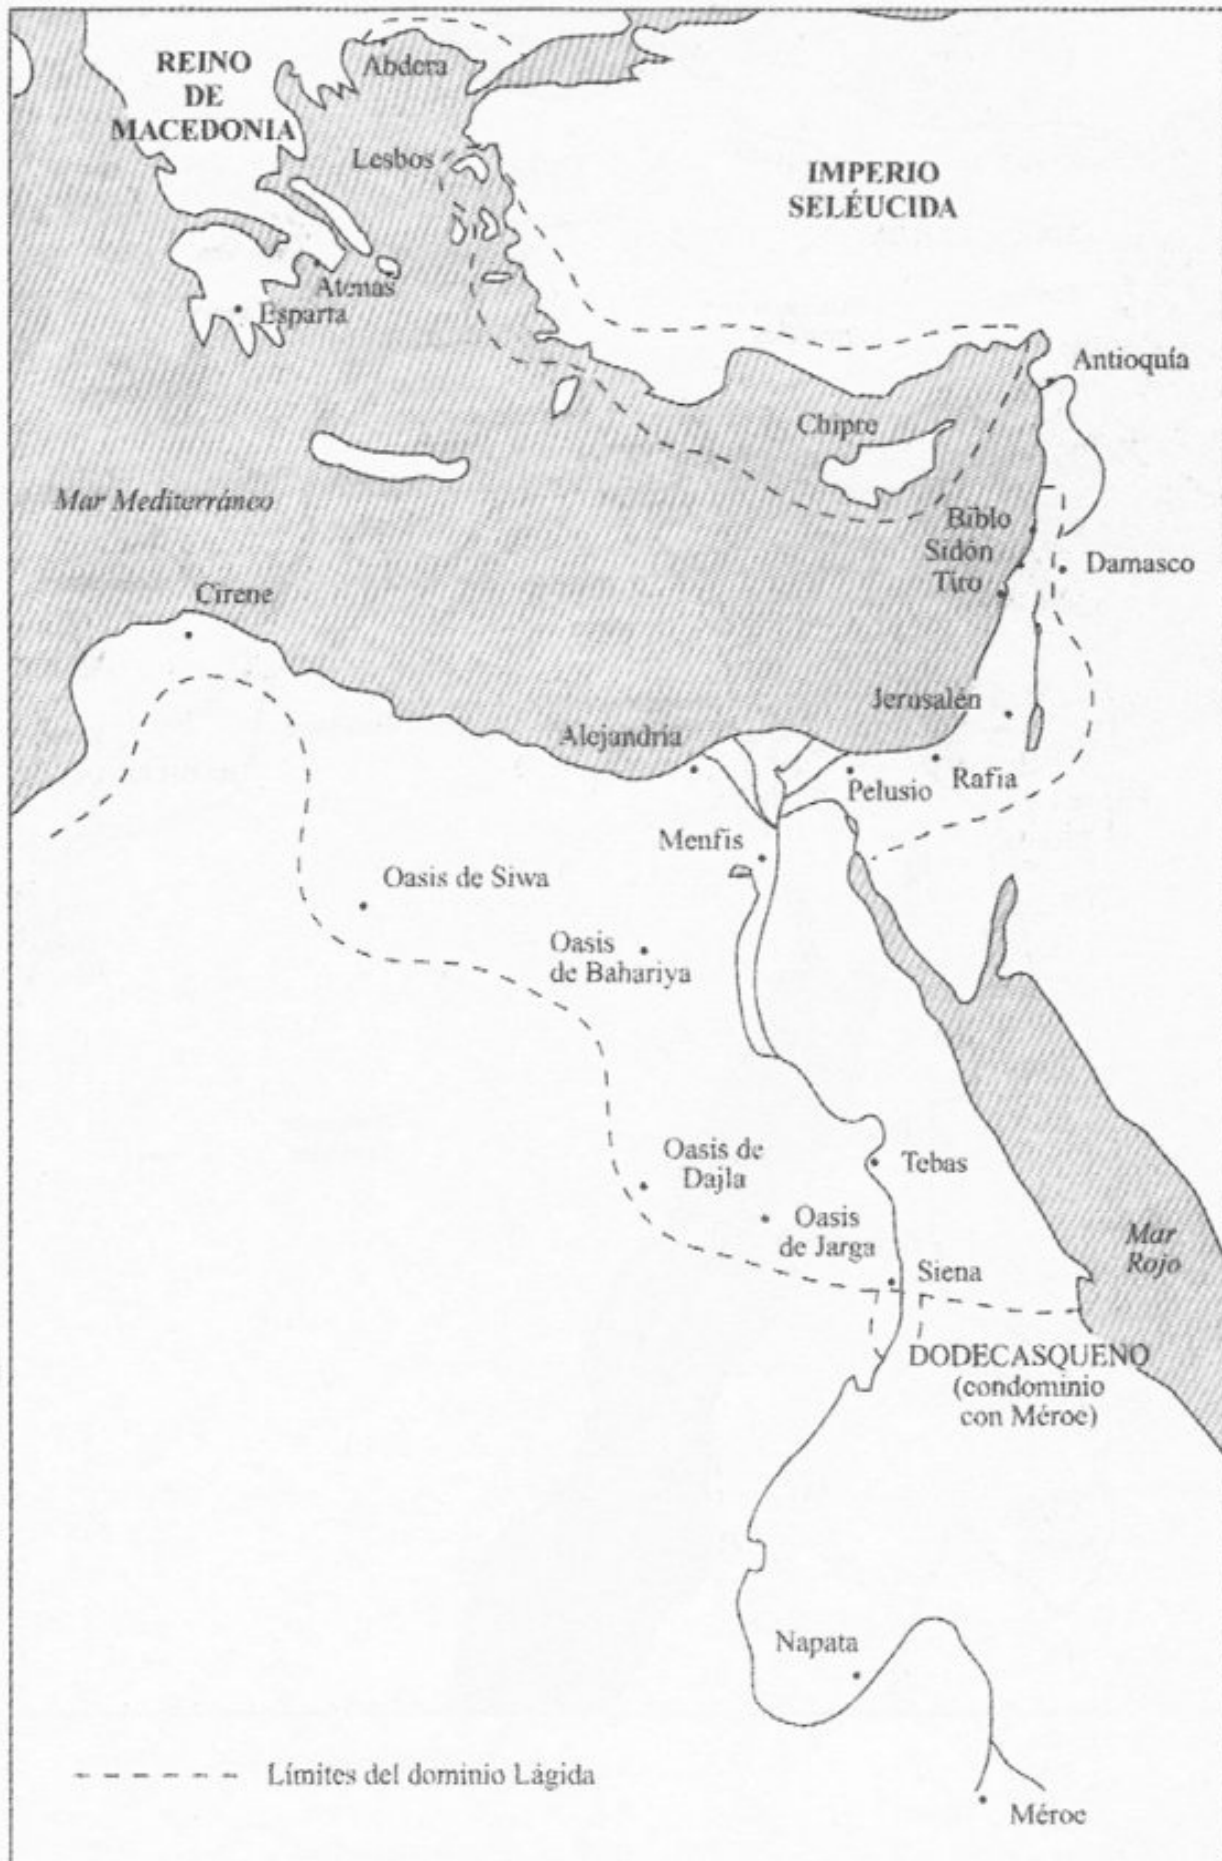 REINO
DE
MACEDONIA
Abdera
Lesbos
IMPERIO
SELÉUCIDA
Atenas
Esparta
Antioquía
Chipre
Mar Mediterráneo
Biblo
Sidón
Tiro
Damasco
Cirene
Jerusalén
Alejandría
Pelusio
Rafia
Menfis
Oasis de Siwa
Oasis
de Bahariya
Oasis de
Dajla
Tebas
Oasis
de Jarga
Mar
Rojo
Siena
DODECASQUENO
(condominio
con Méroe)
Napata
Límites del dominio Lágida
Méroe